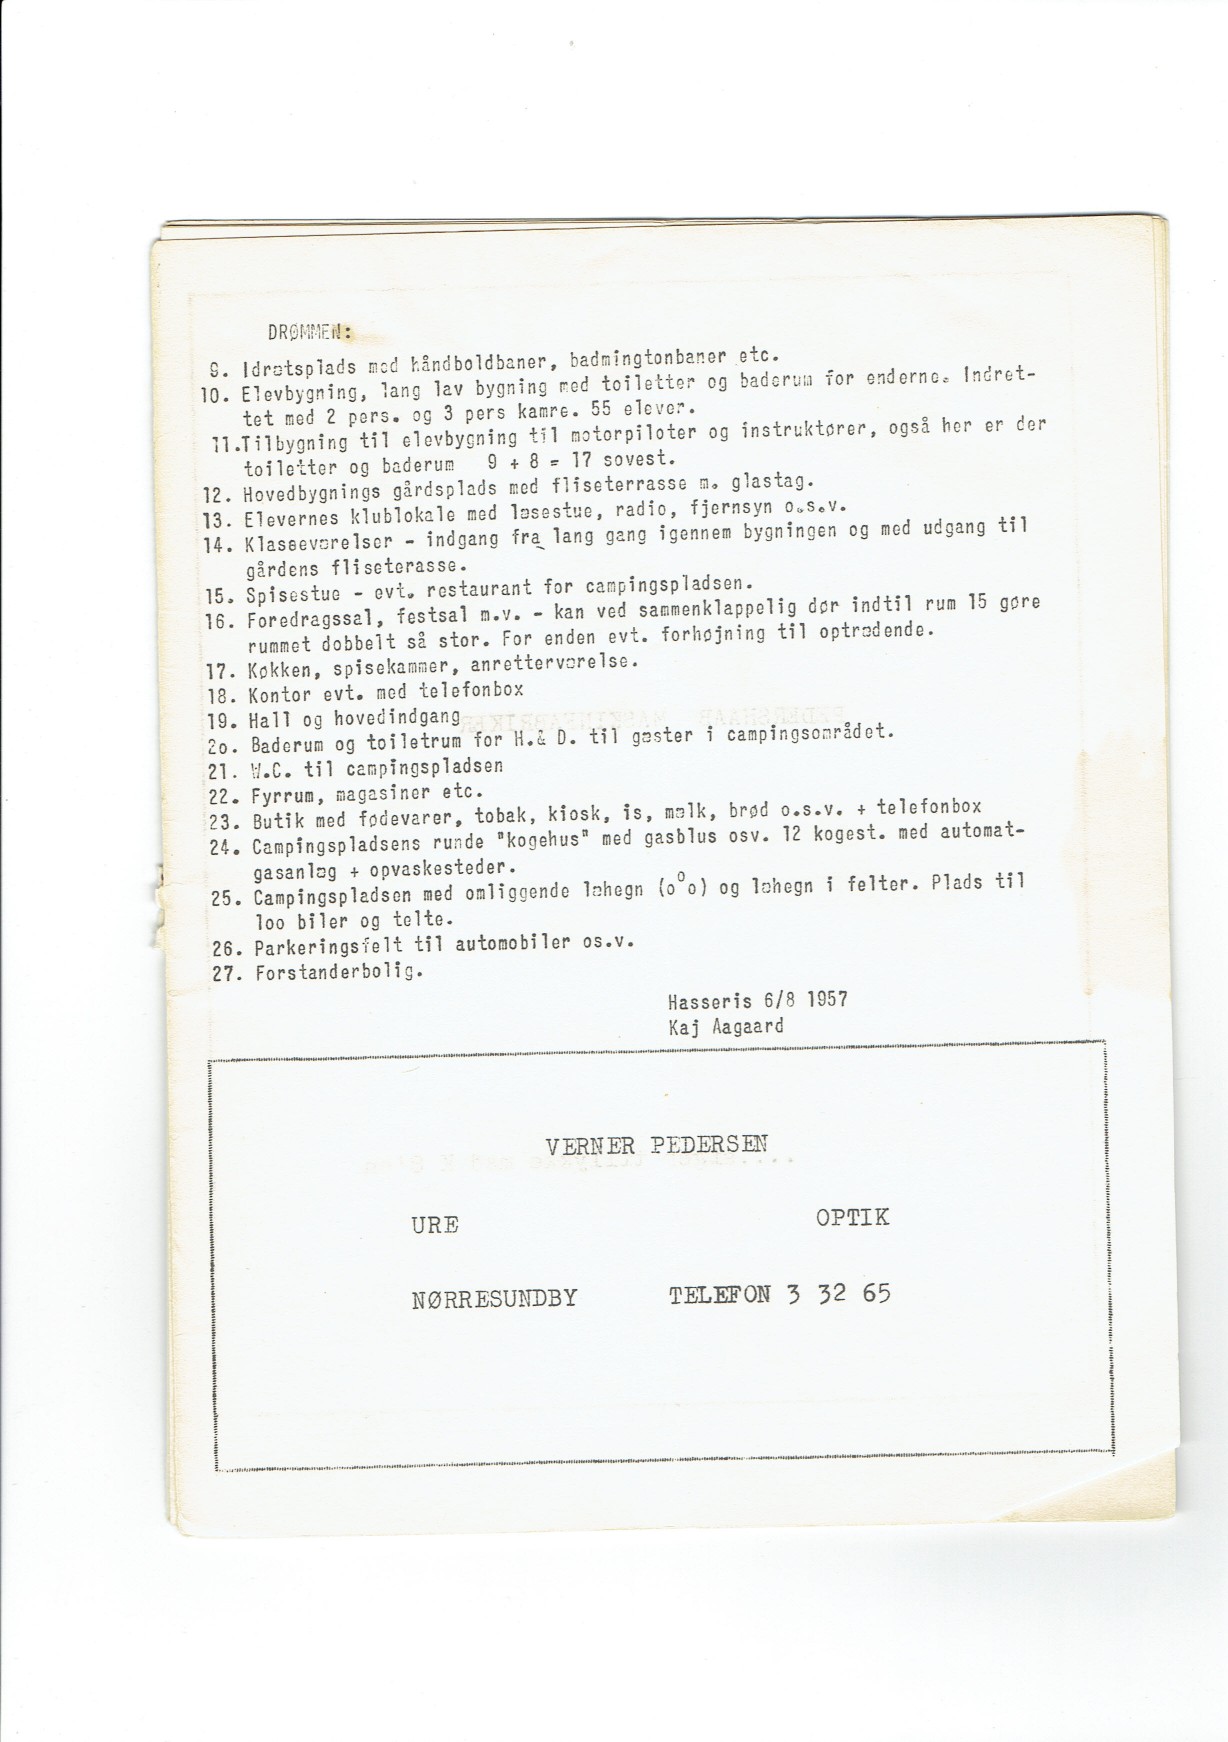 DRØMMEN:
9. Idrætsplads med håndboldbaner, badmingtonbaner etc.
10. Elevbygning, lang lav bygning med toiletter og baderum for enderne. Indret-
tet med 2 pers. og 3 pers kamre. 55 elever.
11.Tilbygning til elevbygning til motorpiloter og instruktører, også her er der
toiletter og baderum 9 + 8 = 17 sovest.
12. Hovedbygnings gårdsplads med fliseterrasse m. glastag.
13. Elevernes klublokale med læsestue, radio, fjernsyn o.s.v.
14. Klasseeværelser - indgang fra lang gang igennem bygningen og med udgang til
gårdens fliseterasse.
15. Spisestue - evt. restaurant for campingspladsen.
16. Foredragssal, festsal m.v. - kan ved sammenklappelig dør indtil rum 15 gøre
rummet dobbelt så stor. For enden evt. forhøjning til optrædende.
17. Køkken, spisekammer, anretterværelse.
18. Kontor evt. med telefonbox
19. Hall og hovedindgang
2o. Baderum og toiletrum for H.& D. til gæster i campingsområdet.
21. W.C. til campingspladsen
22. Fyrrum, magasiner etc.
23. Butik med fødevarer, tobak, kiosk, is, mælk, brød o.s.v. + telefonbox
24. Campingspladsens runde "kogehus" med gasblus osv. 12 kogest. med automat-
gasanlæg + opvaskesteder.
25. Campingspladsen med omliggende læhegn (oºo) og læhegn i felter. Plads til
1oo biler og telte.
26. Parkeringsfelt til automobiler os.v.
27. Forstanderbolig.
Hasseris 6/8 1957
Kaj Aagaard
VERNER PEDERSEN
URE OPTIK
NØRRESUNDBY TELEFON 3 32 65